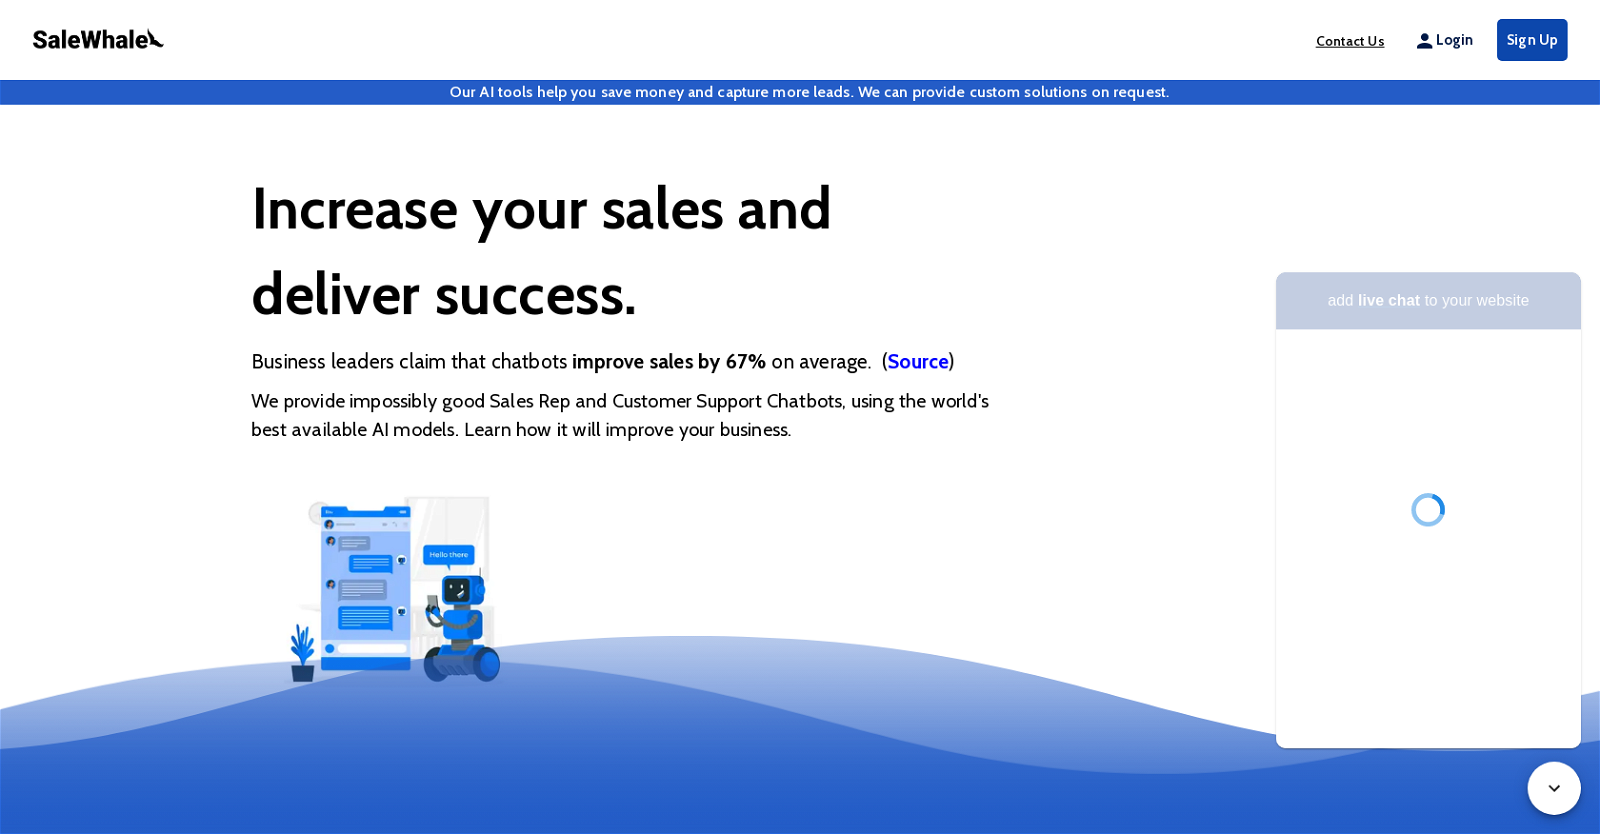 SaleWhale
Contact Us
Login
Sign Up
Our AI tools help you save money and capture more leads. We can provide custom solutions on request.
Increase your sales and
deliver success.
Business leaders claim that chatbots improve sales by 67% on average. (Source)
We provide impossibly good Sales Rep and Customer Support Chatbots, using the world's
best available AI models. Learn how it will improve your business.
add live chat to your website
Hello there